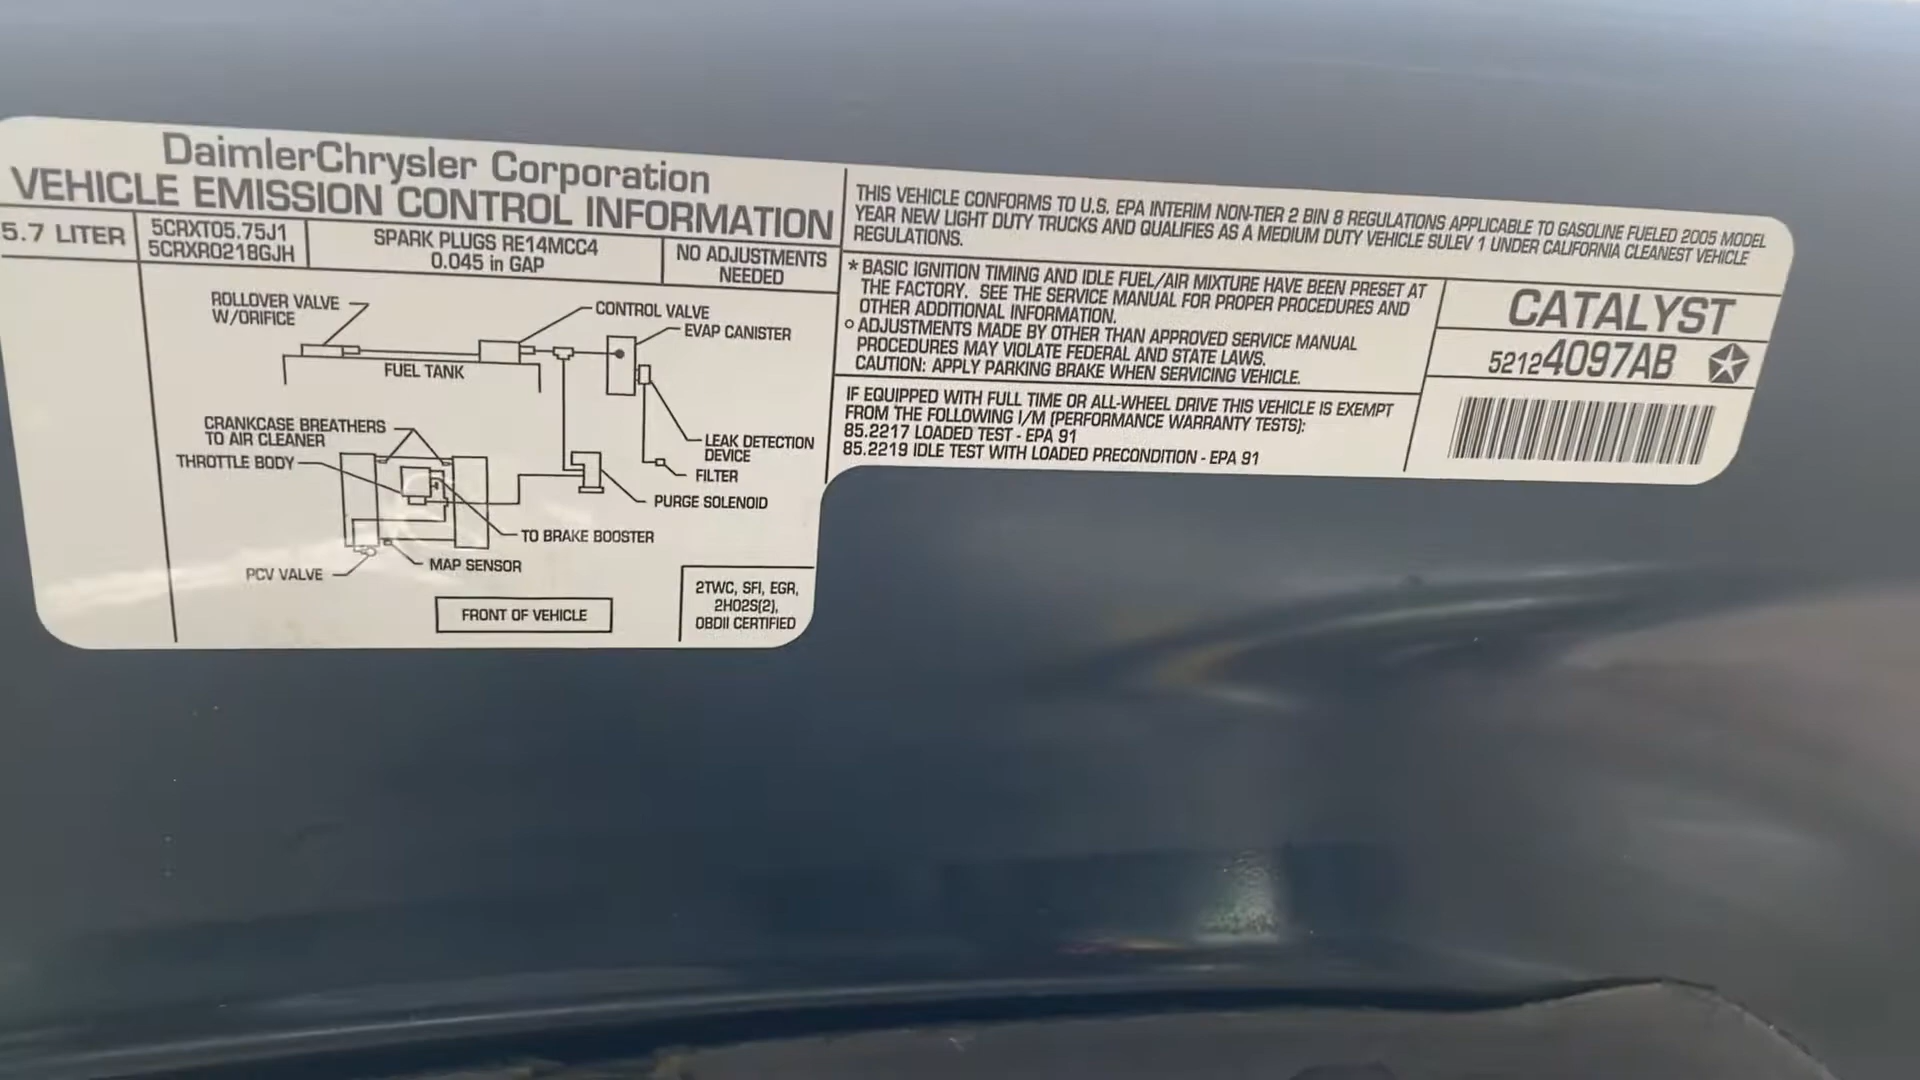 DaimlerChrysler Corporation
VEHICLE EMISSION CONTROL INFORMATION
5.7 LITER
5CRXT05.75J1
5CRXR0218GJH
SPARK PLUGS RE14MCC4
0.045 in GAP
NO ADJUSTMENTS
NEEDED
ROLLOVER VALVE
W/ORIFICE
CONTROL VALVE
EVAP CANISTER
FUEL TANK
CRANKCASE BREATHERS
TO AIR CLEANER
THROTTLE BODY
LEAK DETECTION
DEVICE
FILTER
PURGE SOLENOID
TO BRAKE BOOSTER
MAP SENSOR
PCV VALVE
FRONT OF VEHICLE
2TWC, SFI, EGR,
2HO2S(2),
OBDII CERTIFIED
THIS VEHICLE CONFORMS TO U.S. EPA INTERIM NON-TIER 2 BIN 8 REGULATIONS APPLICABLE TO GASOLINE FUELED 2005 MODEL
YEAR NEW LIGHT DUTY TRUCKS AND QUALIFIES AS A MEDIUM DUTY VEHICLE SULEV 1 UNDER CALIFORNIA CLEANEST VEHICLE
REGULATIONS.
* BASIC IGNITION TIMING AND IDLE FUEL/AIR MIXTURE HAVE BEEN PRESET AT
THE FACTORY. SEE THE SERVICE MANUAL FOR PROPER PROCEDURES AND
OTHER ADDITIONAL INFORMATION.
o ADJUSTMENTS MADE BY OTHER THAN APPROVED SERVICE MANUAL
PROCEDURES MAY VIOLATE FEDERAL AND STATE LAWS.
CAUTION: APPLY PARKING BRAKE WHEN SERVICING VEHICLE.
IF EQUIPPED WITH FULL TIME OR ALL-WHEEL DRIVE THIS VEHICLE IS EXEMPT
FROM THE FOLLOWING I/M (PERFORMANCE WARRANTY TESTS):
85.2217 LOADED TEST - EPA 91
85.2219 IDLE TEST WITH LOADED PRECONDITION - EPA 91
CATALYST
52124097AB